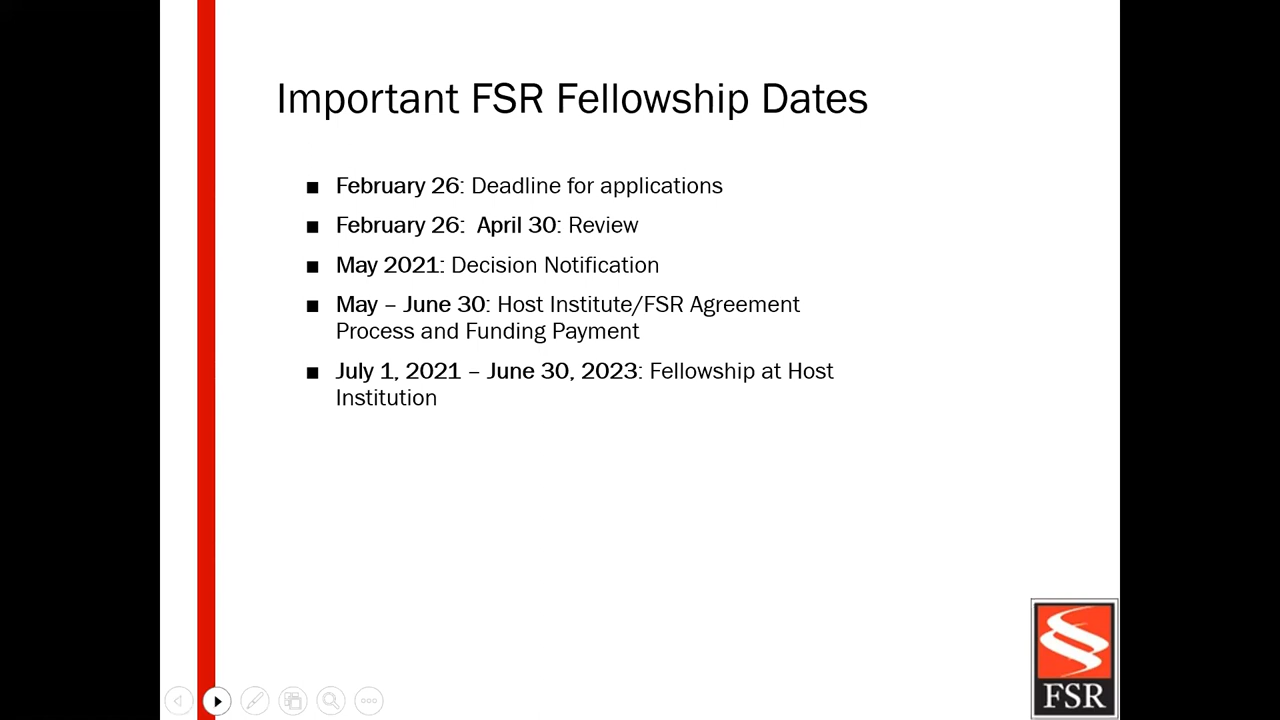 Important FSR Fellowship Dates
■ February 26: Deadline for applications
■ February 26:  April 30: Review
■ May 2021: Decision Notification
■ May – June 30: Host Institute/FSR Agreement
Process and Funding Payment
■ July 1, 2021 – June 30, 2023: Fellowship at Host
Institution
FSR